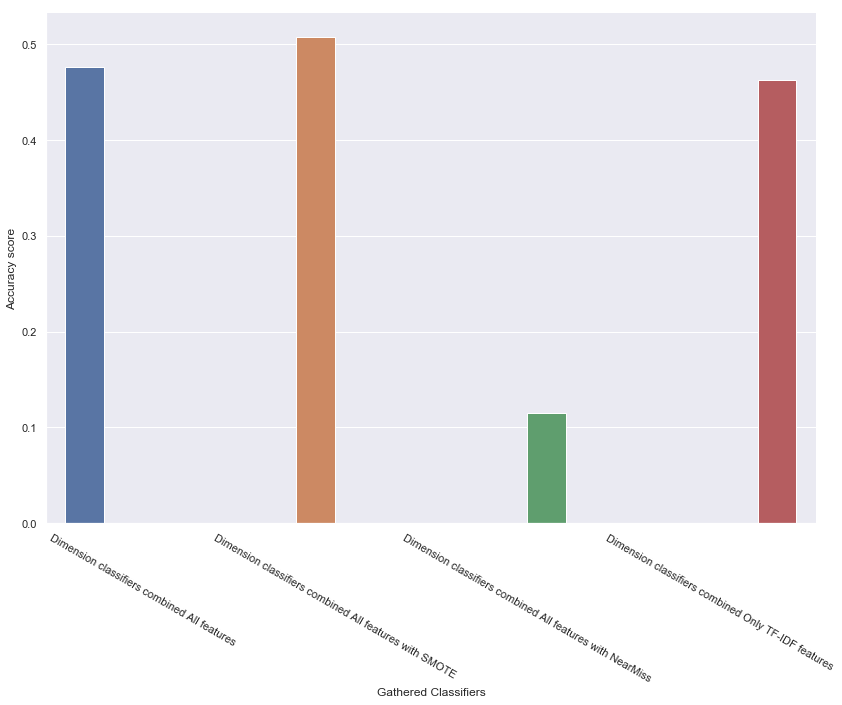 0.5
0.4
0.3
0.2
0.1
0.0
Accuracy score
Dimension classifiers combined All features
Dimension classifiers combined All features with SMOTE
Dimension classifiers combined All features with NearMiss
Dimension classifiers combined Only TF-IDF features
Gathered Classifiers